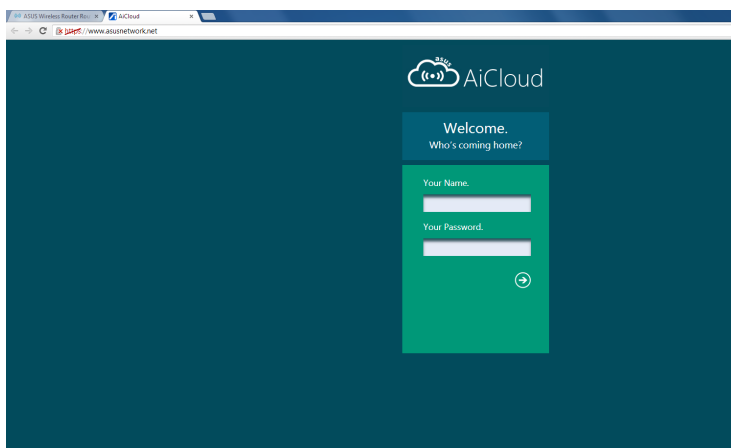 ASUS Wireless Router Rou
AiCloud
https://www.asusnetwork.net
asus
AiCloud
Welcome.
Who's coming home?
Your Name.
Your Password.